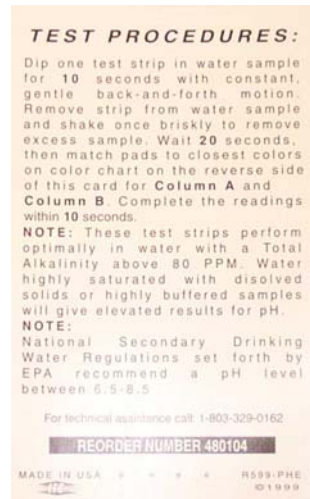 TEST PROCEDURES:
Dip one test strip in water sample
for 10 seconds with constant,
gentle back-and-forth motion.
Remove strip from water sample
and shake once briskly to remove
excess sample. Wait 20 seconds,
then match pads to closest colors
on color chart on the reverse side
of this card for Column A and
Column B. Complete the readings
within 10 seconds.
NOTE: These test strips perform
optimally in water with a Total
Alkalinity above 80 PPM. Water
highly saturated with disolved
solids or highly buffered samples
will give elevated results for pH.
NOTE:
National Secondary Drinking
Water Regulations set forth by
EPA recommend a pH level
between 6.5-8.5
For technical assistance call: 1-803-329-0162
REORDER NUMBER 480104
MADE IN USA R599-PHE
©1999